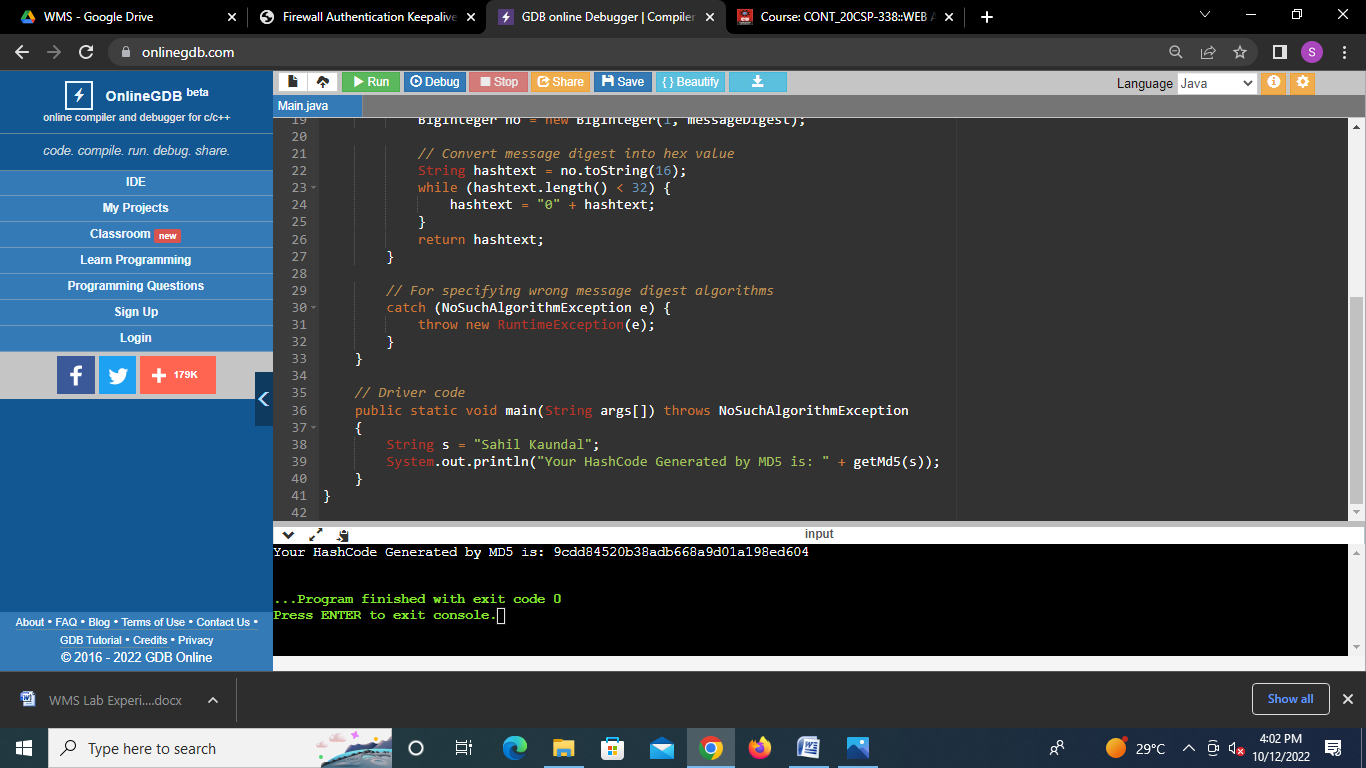 WMS - Google Drive
Firewall Authentication Keepalive
GDB online Debugger | Compiler
Course: CONT_20CSP-338::WEB A
onlinegdb.com
S
OnlineGDB beta
online compiler and debugger for c/c++
code. compile. run. debug. share.
IDE
My Projects
Classroom new
Learn Programming
Programming Questions
Sign Up
Login
179K
About • FAQ • Blog • Terms of Use • Contact Us •
GDB Tutorial • Credits • Privacy
© 2016 - 2022 GDB Online
Run Debug Stop Share Save { } Beautify
Language Java
Main.java
19 BigInteger no = new BigInteger(1, messageDigest);
20
21 // Convert message digest into hex value
22 String hashtext = no.toString(16);
23 while (hashtext.length() < 32) {
24 hashtext = "0" + hashtext;
25 }
26 return hashtext;
27 }
28
29 // For specifying wrong message digest algorithms
30 catch (NoSuchAlgorithmException e) {
31 throw new RuntimeException(e);
32 }
33 }
34
35 // Driver code
36 public static void main(String args[]) throws NoSuchAlgorithmException
37 {
38 String s = "Sahil Kaundal";
39 System.out.println("Your HashCode Generated by MD5 is: " + getMd5(s));
40 }
41 }
42
input
Your HashCode Generated by MD5 is: 9cdd84520b38adb668a9d01a198ed604
...Program finished with exit code 0
Press ENTER to exit console.
WMS Lab Experi....docx
Show all
Type here to search
29°C
4:02 PM
10/12/2022